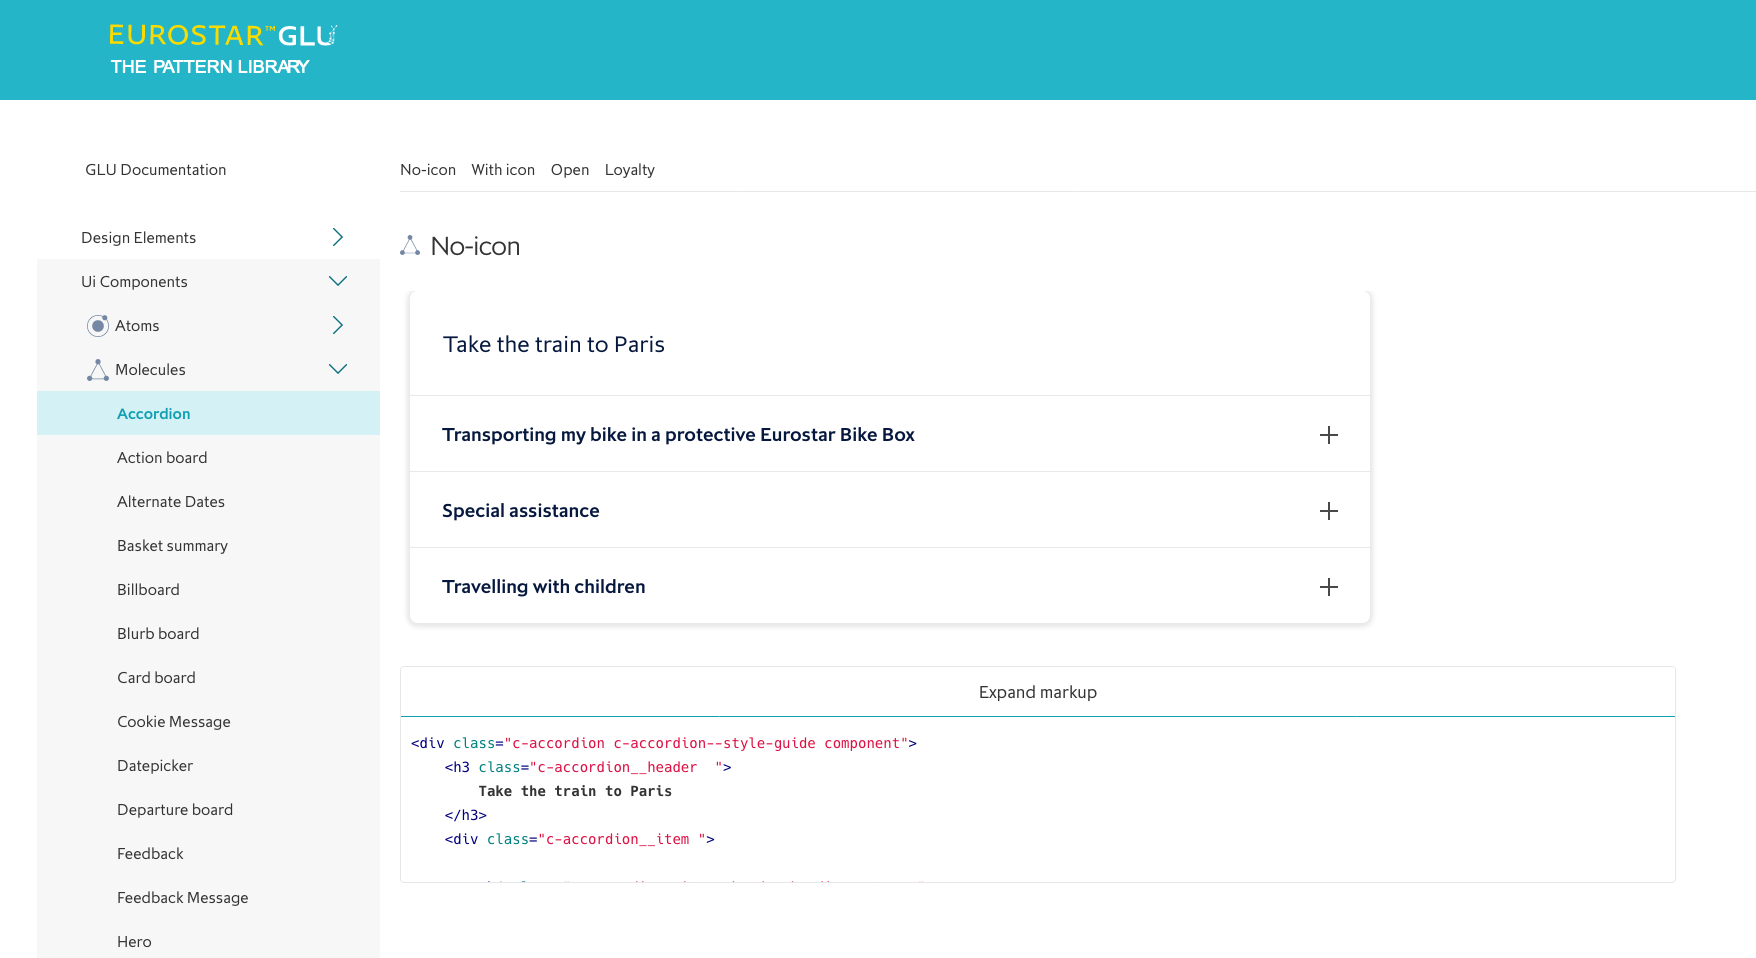 EUROSTAR™GLU
THE PATTERN LIBRARY
GLU Documentation
Design Elements
Ui Components
Atoms
Molecules
Accordion
Action board
Alternate Dates
Basket summary
Billboard
Blurb board
Card board
Cookie Message
Datepicker
Departure board
Feedback
Feedback Message
Hero
No-icon With icon Open Loyalty
No-icon
Take the train to Paris
Transporting my bike in a protective Eurostar Bike Box
Special assistance
Travelling with children
Expand markup
<div class="c-accordion c-accordion--style-guide component">
<h3 class="c-accordion__header  ">
Take the train to Paris
</h3>
<div class="c-accordion__item ">